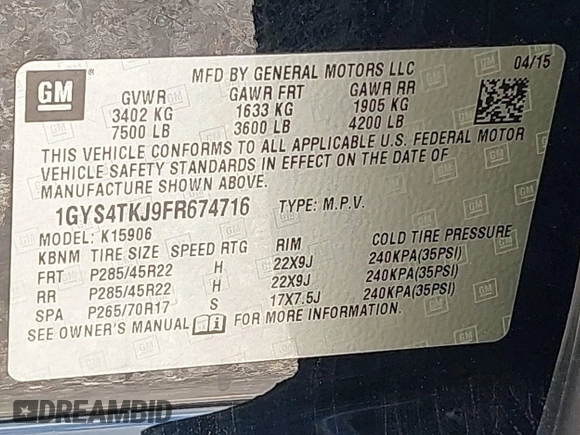 GM
®
MFD BY GENERAL MOTORS LLC 04/15
GVWR GAWR FRT GAWR RR
3402 KG 1633 KG 1905 KG
7500 LB 3600 LB 4200 LB
THIS VEHICLE CONFORMS TO ALL APPLICABLE U.S. FEDERAL MOTOR
VEHICLE SAFETY STANDARDS IN EFFECT ON THE DATE OF
MANUFACTURE SHOWN ABOVE.
1GYS4TKJ9FR674716 TYPE: M.P.V.
MODEL: K15906
KBNM TIRE SIZE SPEED RTG RIM COLD TIRE PRESSURE
FRT P285/45R22 H 22X9J 240KPA(35PSI)
RR P285/45R22 H 22X9J 240KPA(35PSI)
SPA P265/70R17 S 17X7.5J 240KPA(35PSI)
SEE OWNER'S MANUAL i FOR MORE INFORMATION.
DREAMBID